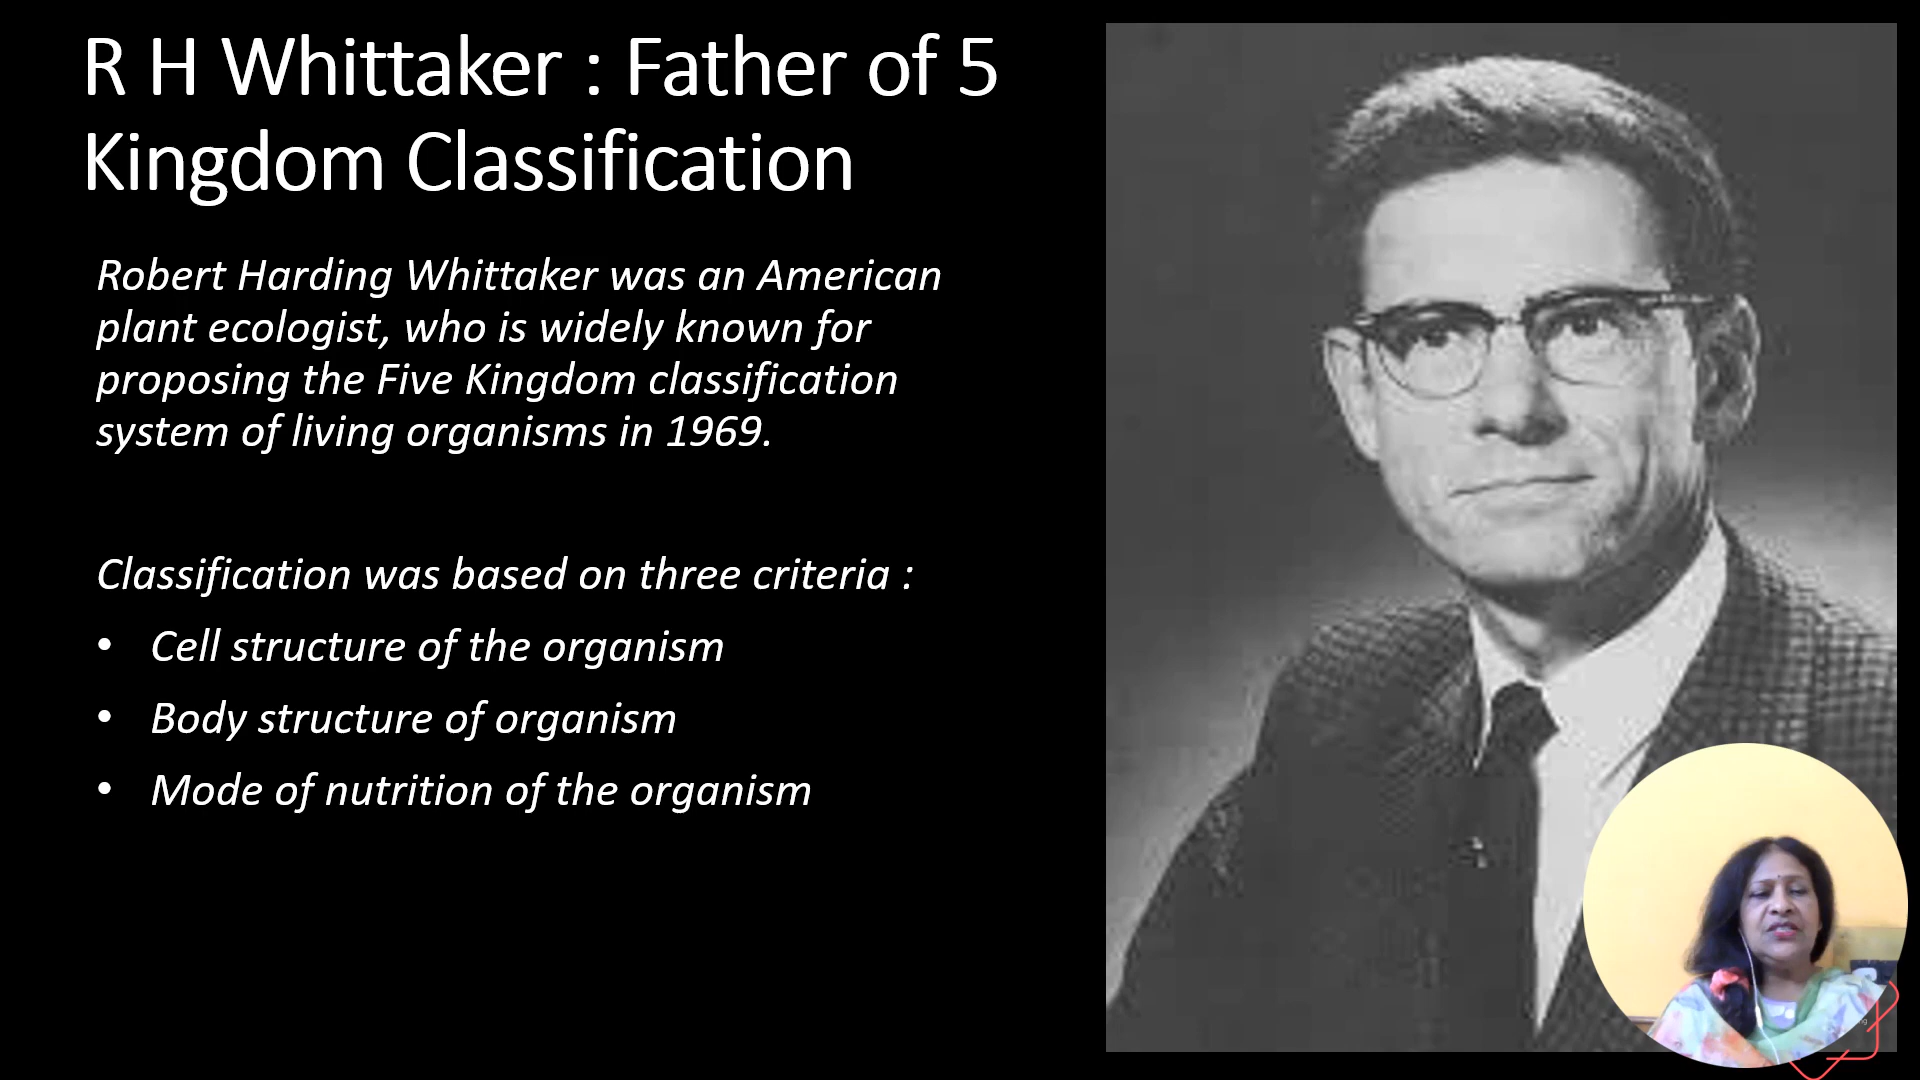 R H Whittaker : Father of 5
Kingdom Classification
Robert Harding Whittaker was an American
plant ecologist, who is widely known for
proposing the Five Kingdom classification
system of living organisms in 1969.
Classification was based on three criteria :
• Cell structure of the organism
• Body structure of organism
• Mode of nutrition of the organism